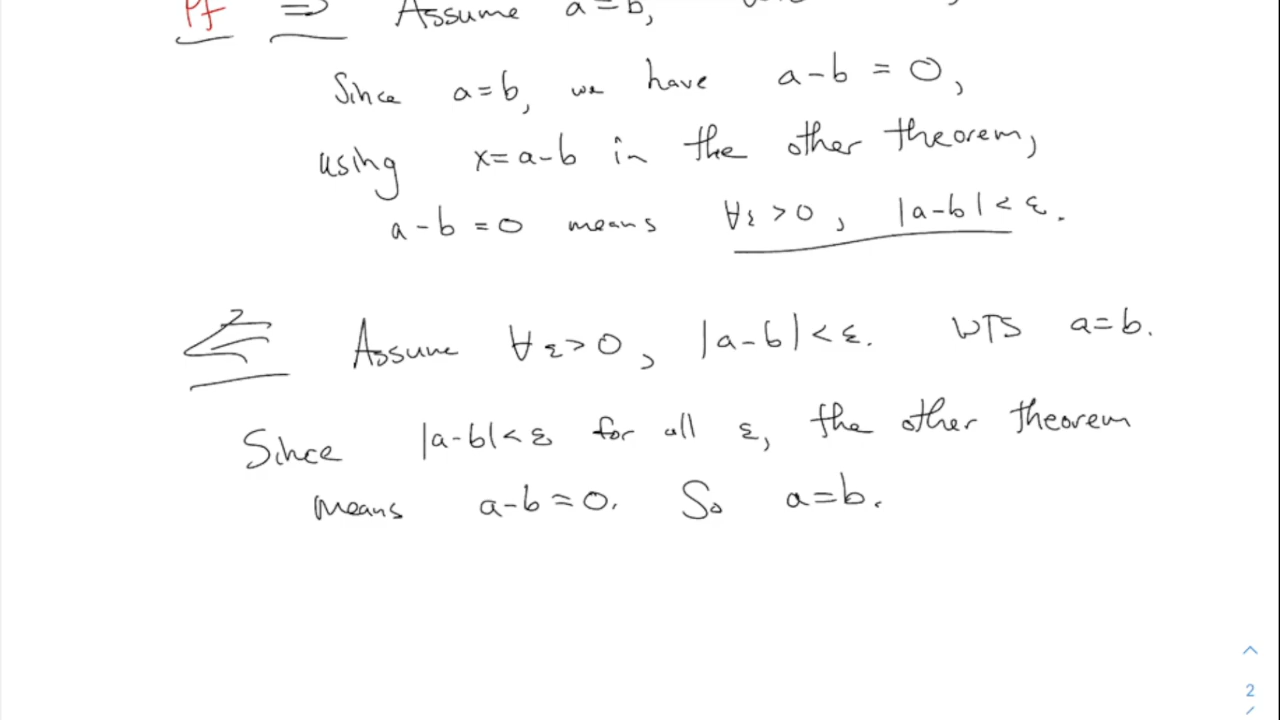 Pf ⇒ Assume a=b,
Since a=b, we have a-b = 0,
using x=a-b in the other theorem,
a-b=0 means ∀ε>0, |a-b|<ε.
⇐ Assume ∀ε>0, |a-b|<ε. WTS a=b.
Since |a-b|<ε for all ε, the other theorem
means a-b=0. So a=b.
2